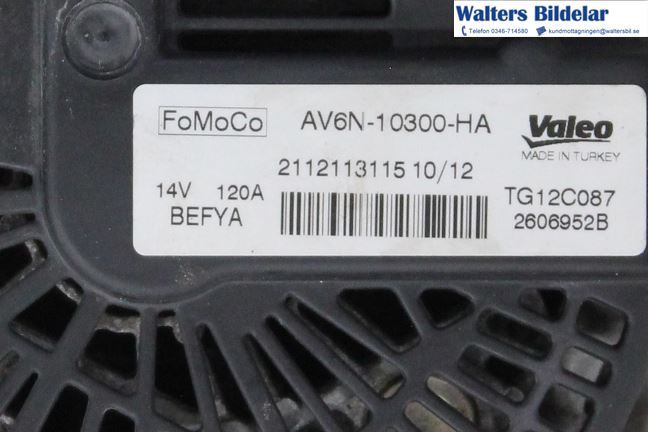 Walters Bildelar
Telefon 0346-714580 kundmottagningen@waltersbil.se
FoMoCo AV6N-10300-HA Valeo
MADE IN TURKEY
2112113115 10/12
14V 120A TG12C087
BEFYA 2606952B